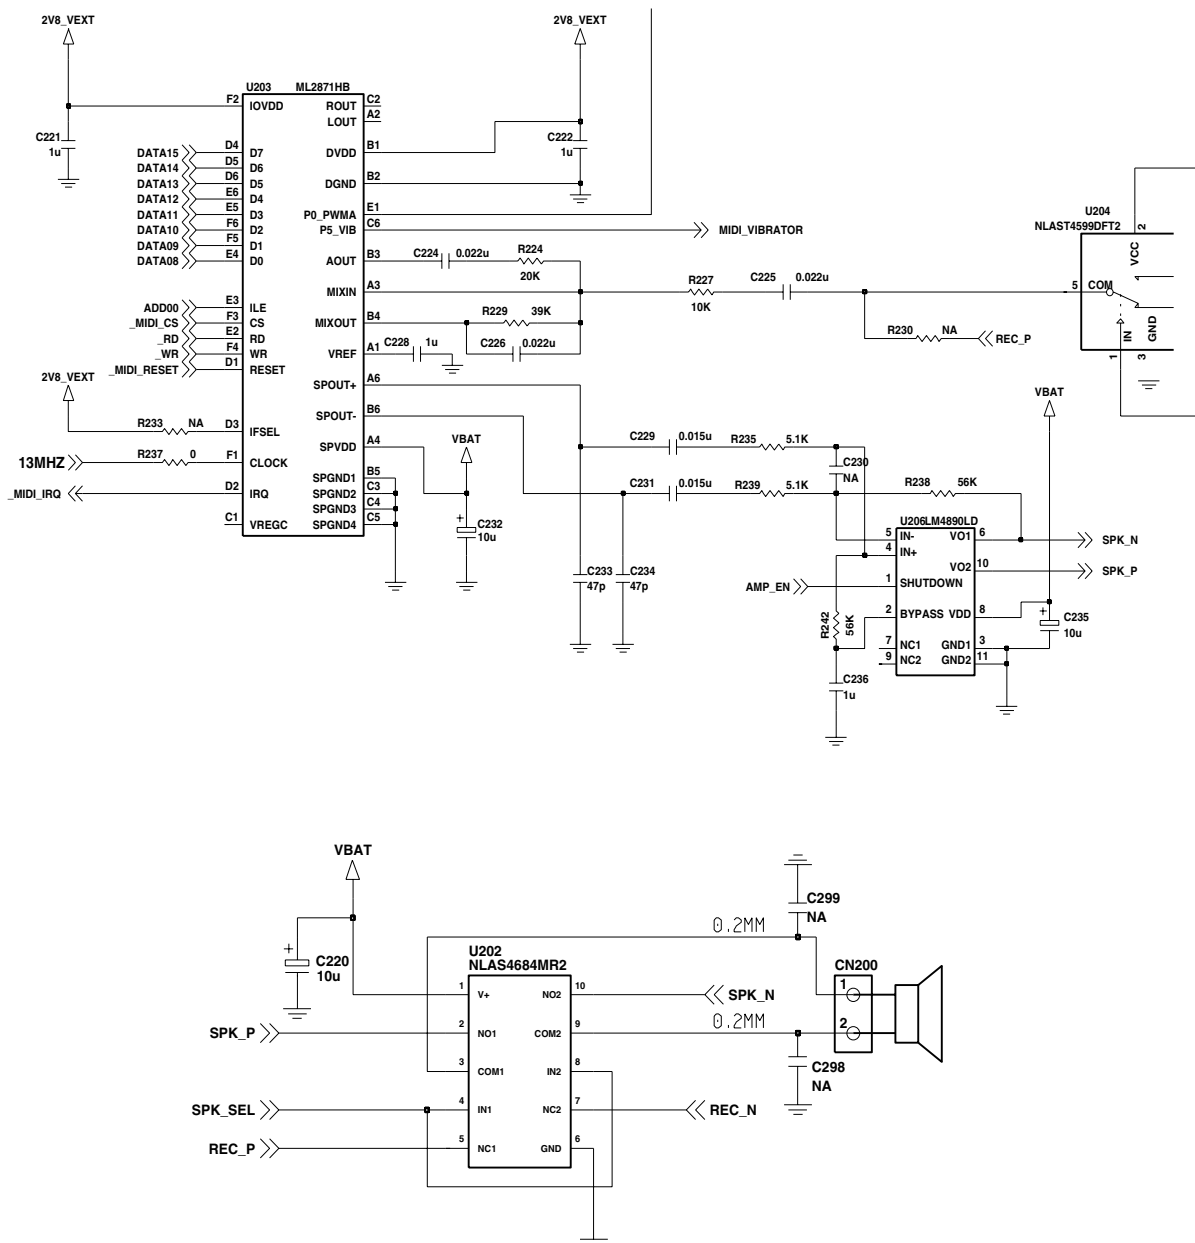 2V8_VEXT
2V8_VEXT
U203 ML2871HB
F2 IOVDD
ROUT C2
LOUT A2
C221
1u
C222
1u
DATA15 D4 D7
DVDD B1
DATA14 D5 D6
DATA13 D6 D5
DGND B2
DATA12 E6 D4
DATA11 E5 D3
P0_PWMA E1
DATA10 F6 D2
P5_VIB C6
MIDI_VIBRATOR
DATA09 F5 D1
DATA08 E4 D0
AOUT B3
C224 0.022u
R224
20K
MIXIN A3
R227
10K
C225 0.022u
U204
NLAST4599DFT2
2
VCC
5 COM
IN
GND
1
3
ADD00 E3 ILE
_MIDI_CS F3 CS
_RD E2 RD
_WR F4 WR
_MIDI_RESET D1 RESET
MIXOUT B4
R229 39K
C226 0.022u
R230 NA
REC_P
VREF A1
C228 1u
SPOUT+ A6
SPOUT- B6
2V8_VEXT
R233 NA D3 IFSEL
SPVDD A4
VBAT
VBAT
13MHZ R237 0 F1 CLOCK
_MIDI_IRQ D2 IRQ
C1 VREGC
SPGND1 B5
SPGND2 C3
SPGND3 C4
SPGND4 C5
+
C232
10u
C229 0.015u R235 5.1K
C230
NA
C231 0.015u R239 5.1K
R238 56K
U206LM4890LD
5 IN- VO1 6
SPK_N
4 IN+
VO2 10
SPK_P
AMP_EN 1 SHUTDOWN
2 BYPASS VDD 8
7 NC1 GND1 3
9 NC2 GND2 11
C233
47p
C234
47p
R242
56K
+
C235
10u
C236
1u
VBAT
+
C220
10u
U202
NLAS4684MR2
0.2MM
C299
NA
CN200
1
2
1 V+
NO2 10
SPK_N
SPK_P 2 NO1
COM2 9
0.2MM
3 COM1
IN2 8
C298
NA
SPK_SEL 4 IN1
NC2 7
REC_N
REC_P 5 NC1
GND 6